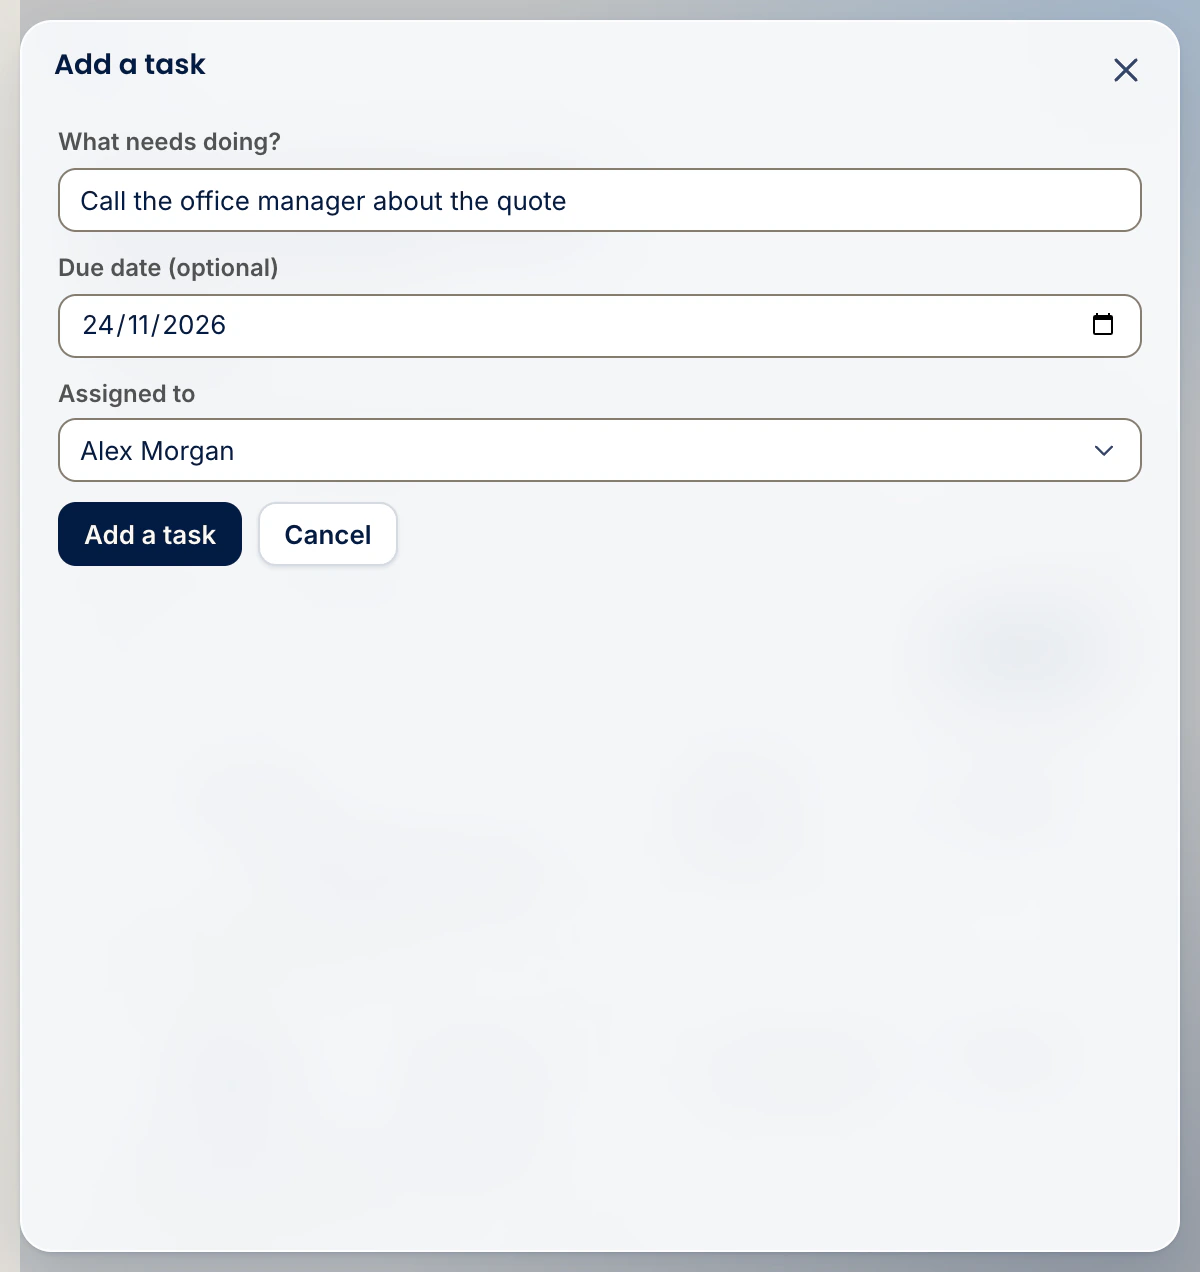 Add a task
What needs doing?
Call the office manager about the quote
Due date (optional)
24/11/2026
Assigned to
Alex Morgan
Add a task
Cancel